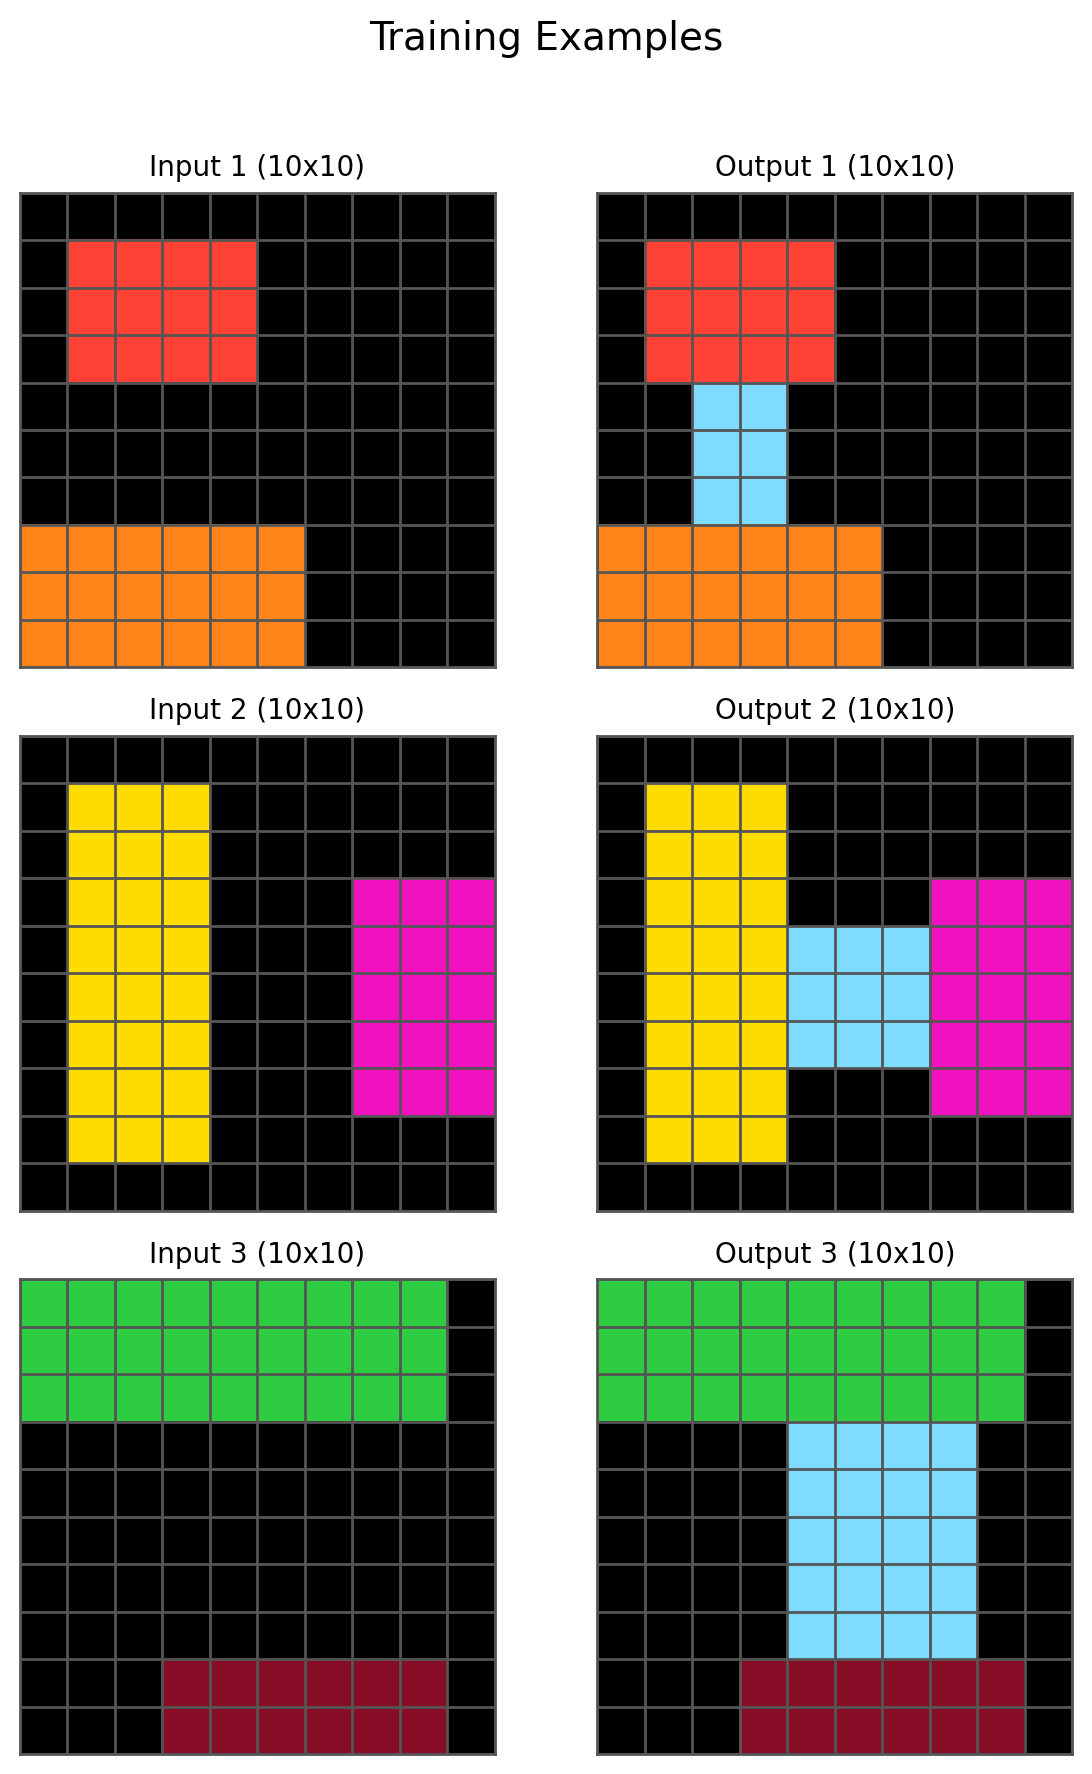 Training Examples
Input 1 (10x10)
Output 1 (10x10)
Input 2 (10x10)
Output 2 (10x10)
Input 3 (10x10)
Output 3 (10x10)